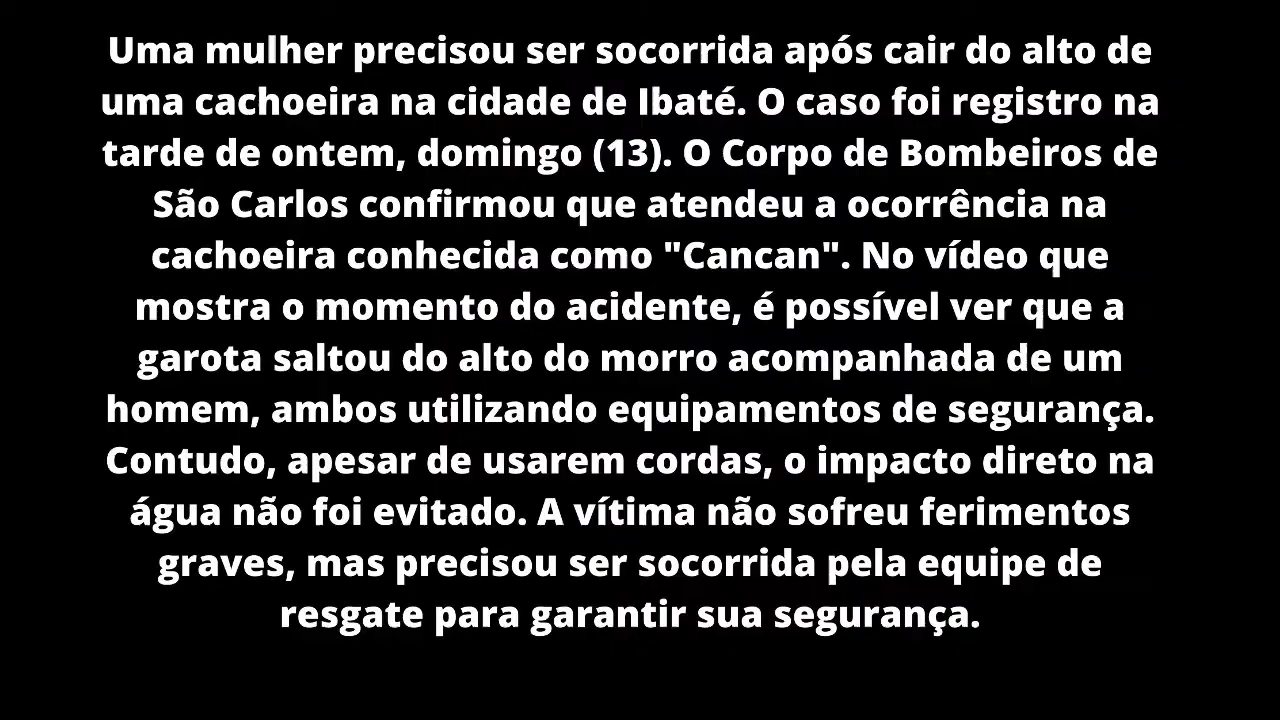 Uma mulher precisou ser socorrida após cair do alto de
uma cachoeira na cidade de Ibaté. O caso foi registro na
tarde de ontem, domingo (13). O Corpo de Bombeiros de
São Carlos confirmou que atendeu a ocorrência na
cachoeira conhecida como "Cancan". No vídeo que
mostra o momento do acidente, é possível ver que a
garota saltou do alto do morro acompanhada de um
homem, ambos utilizando equipamentos de segurança.
Contudo, apesar de usarem cordas, o impacto direto na
água não foi evitado. A vítima não sofreu ferimentos
graves, mas precisou ser socorrida pela equipe de
resgate para garantir sua segurança.